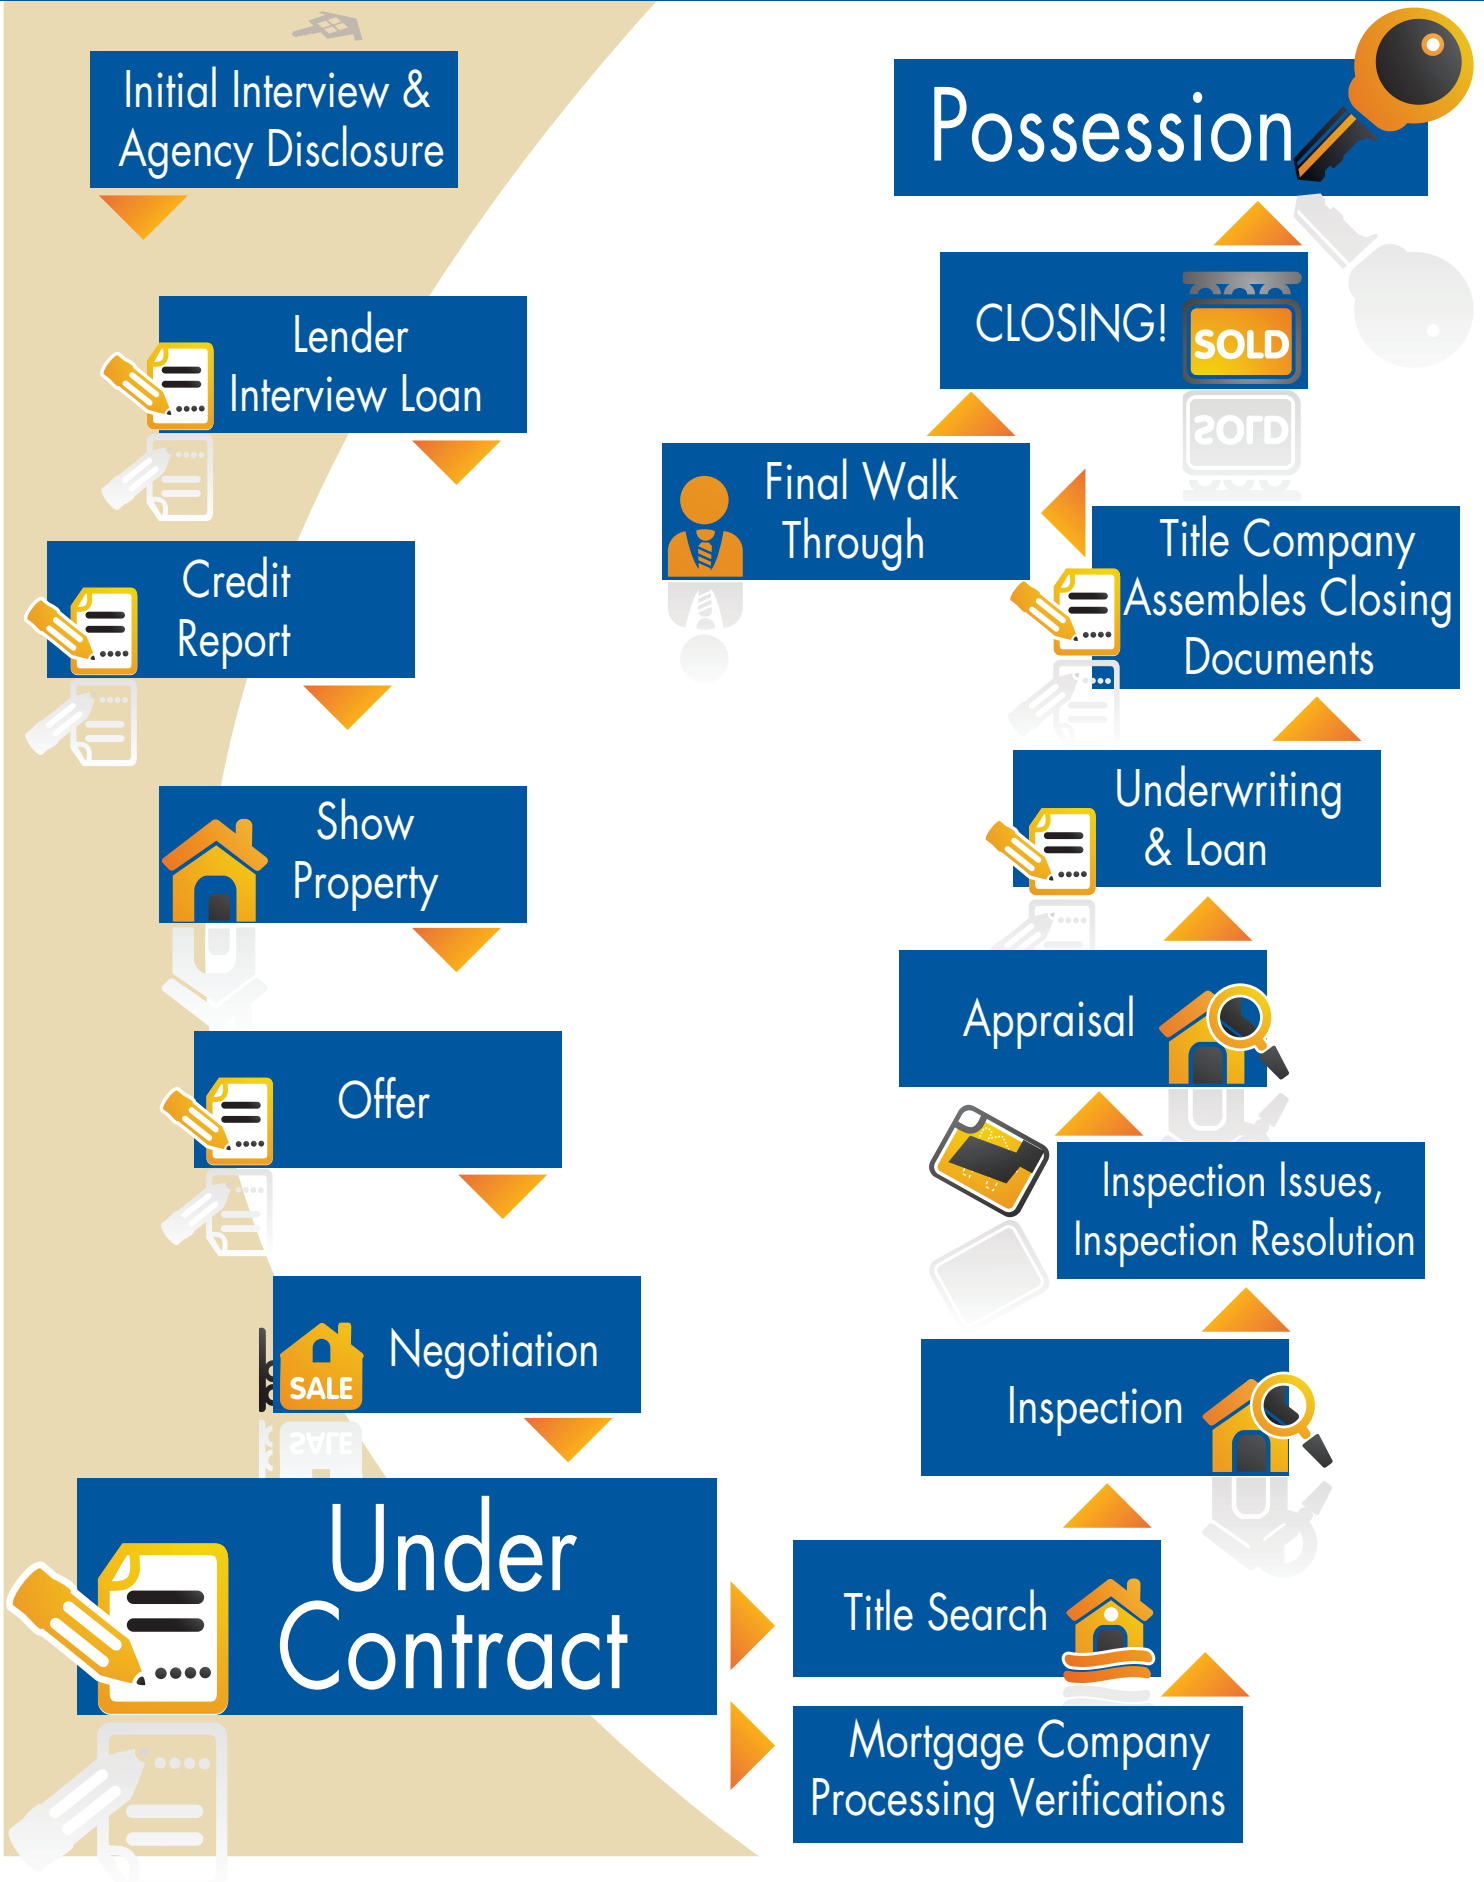 Initial Interview &
Agency Disclosure
Lender
Interview Loan
Credit
Report
Show
Property
Offer
Negotiation
SALE
Under
Contract
Title Search
Mortgage Company
Processing Verifications
Inspection
Inspection Issues,
Inspection Resolution
Appraisal
Underwriting
& Loan
Title Company
Assembles Closing
Documents
Final Walk
Through
CLOSING!
SOLD
Possession